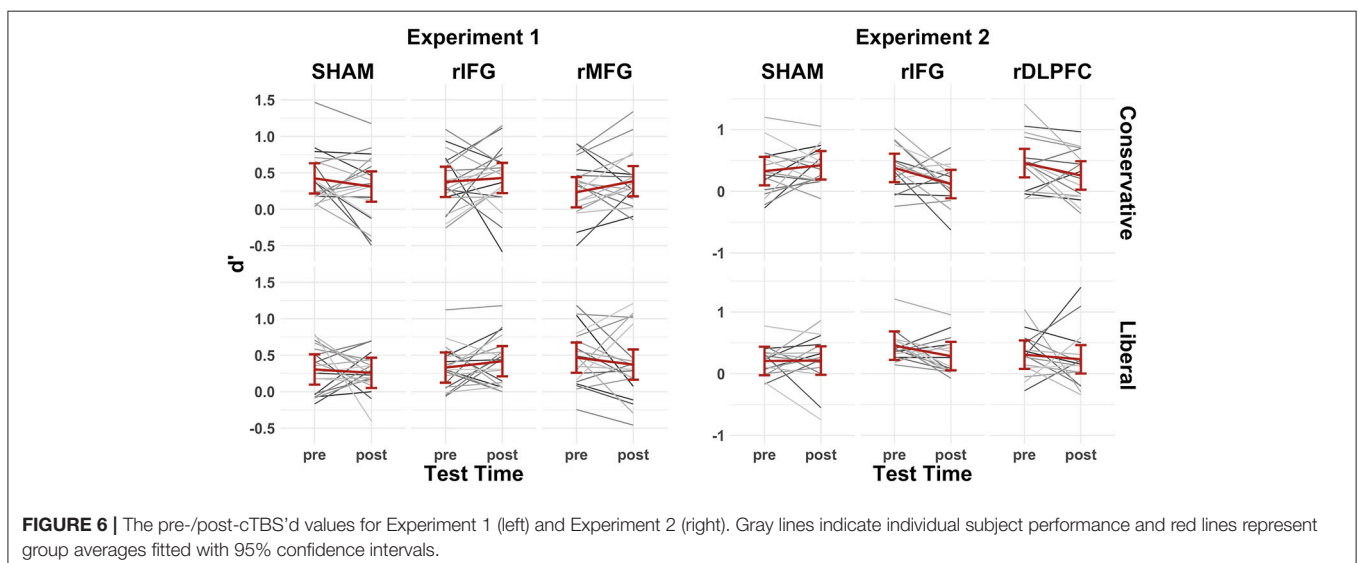 Experiment 1
Experiment 2
SHAM rIFG rMFG
SHAM rIFG rDLPFC
1.5
1.0
0.5
0.0
-0.5
1
0
-1
Conservative
d'
1.5
1.0
0.5
0.0
-0.5
1
0
-1
Liberal
pre post pre post pre post
pre post pre post pre post
Test Time
Test Time
FIGURE 6 | The pre-/post-cTBS'd values for Experiment 1 (left) and Experiment 2 (right). Gray lines indicate individual subject performance and red lines represent
group averages fitted with 95% confidence intervals.